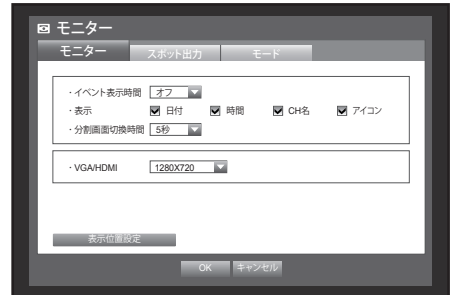 モニター
モニター スポット出力 モード
・イベント表示時間 オフ
・表示 日付 時間 CH名 アイコン
・分割画面切換時間 5秒
・VGA/HDMI 1280X720
表示位置設定
OK キャンセル